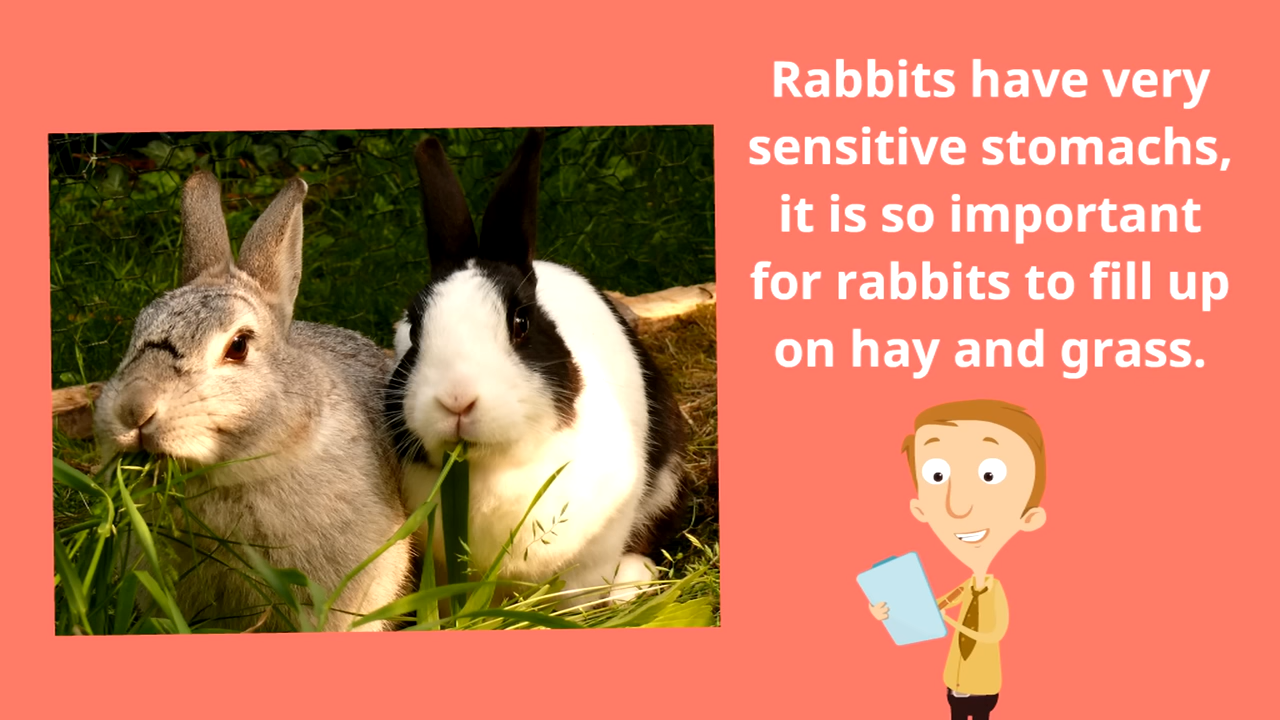 Rabbits have very
sensitive stomachs,
it is so important
for rabbits to fill up
on hay and grass.